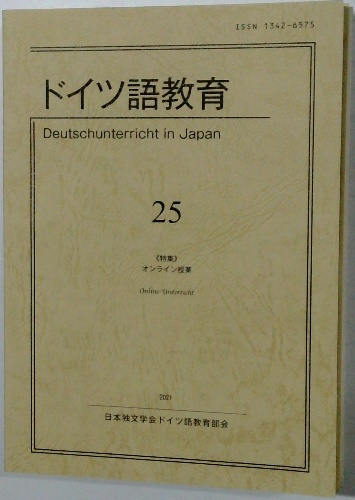 ISSN 1342-6575
ドイツ語教育
Deutschunterricht in Japan
25
《特集》
オンライン授業
Online-Unterricht
2021
日本独文学会ドイツ語教育部会